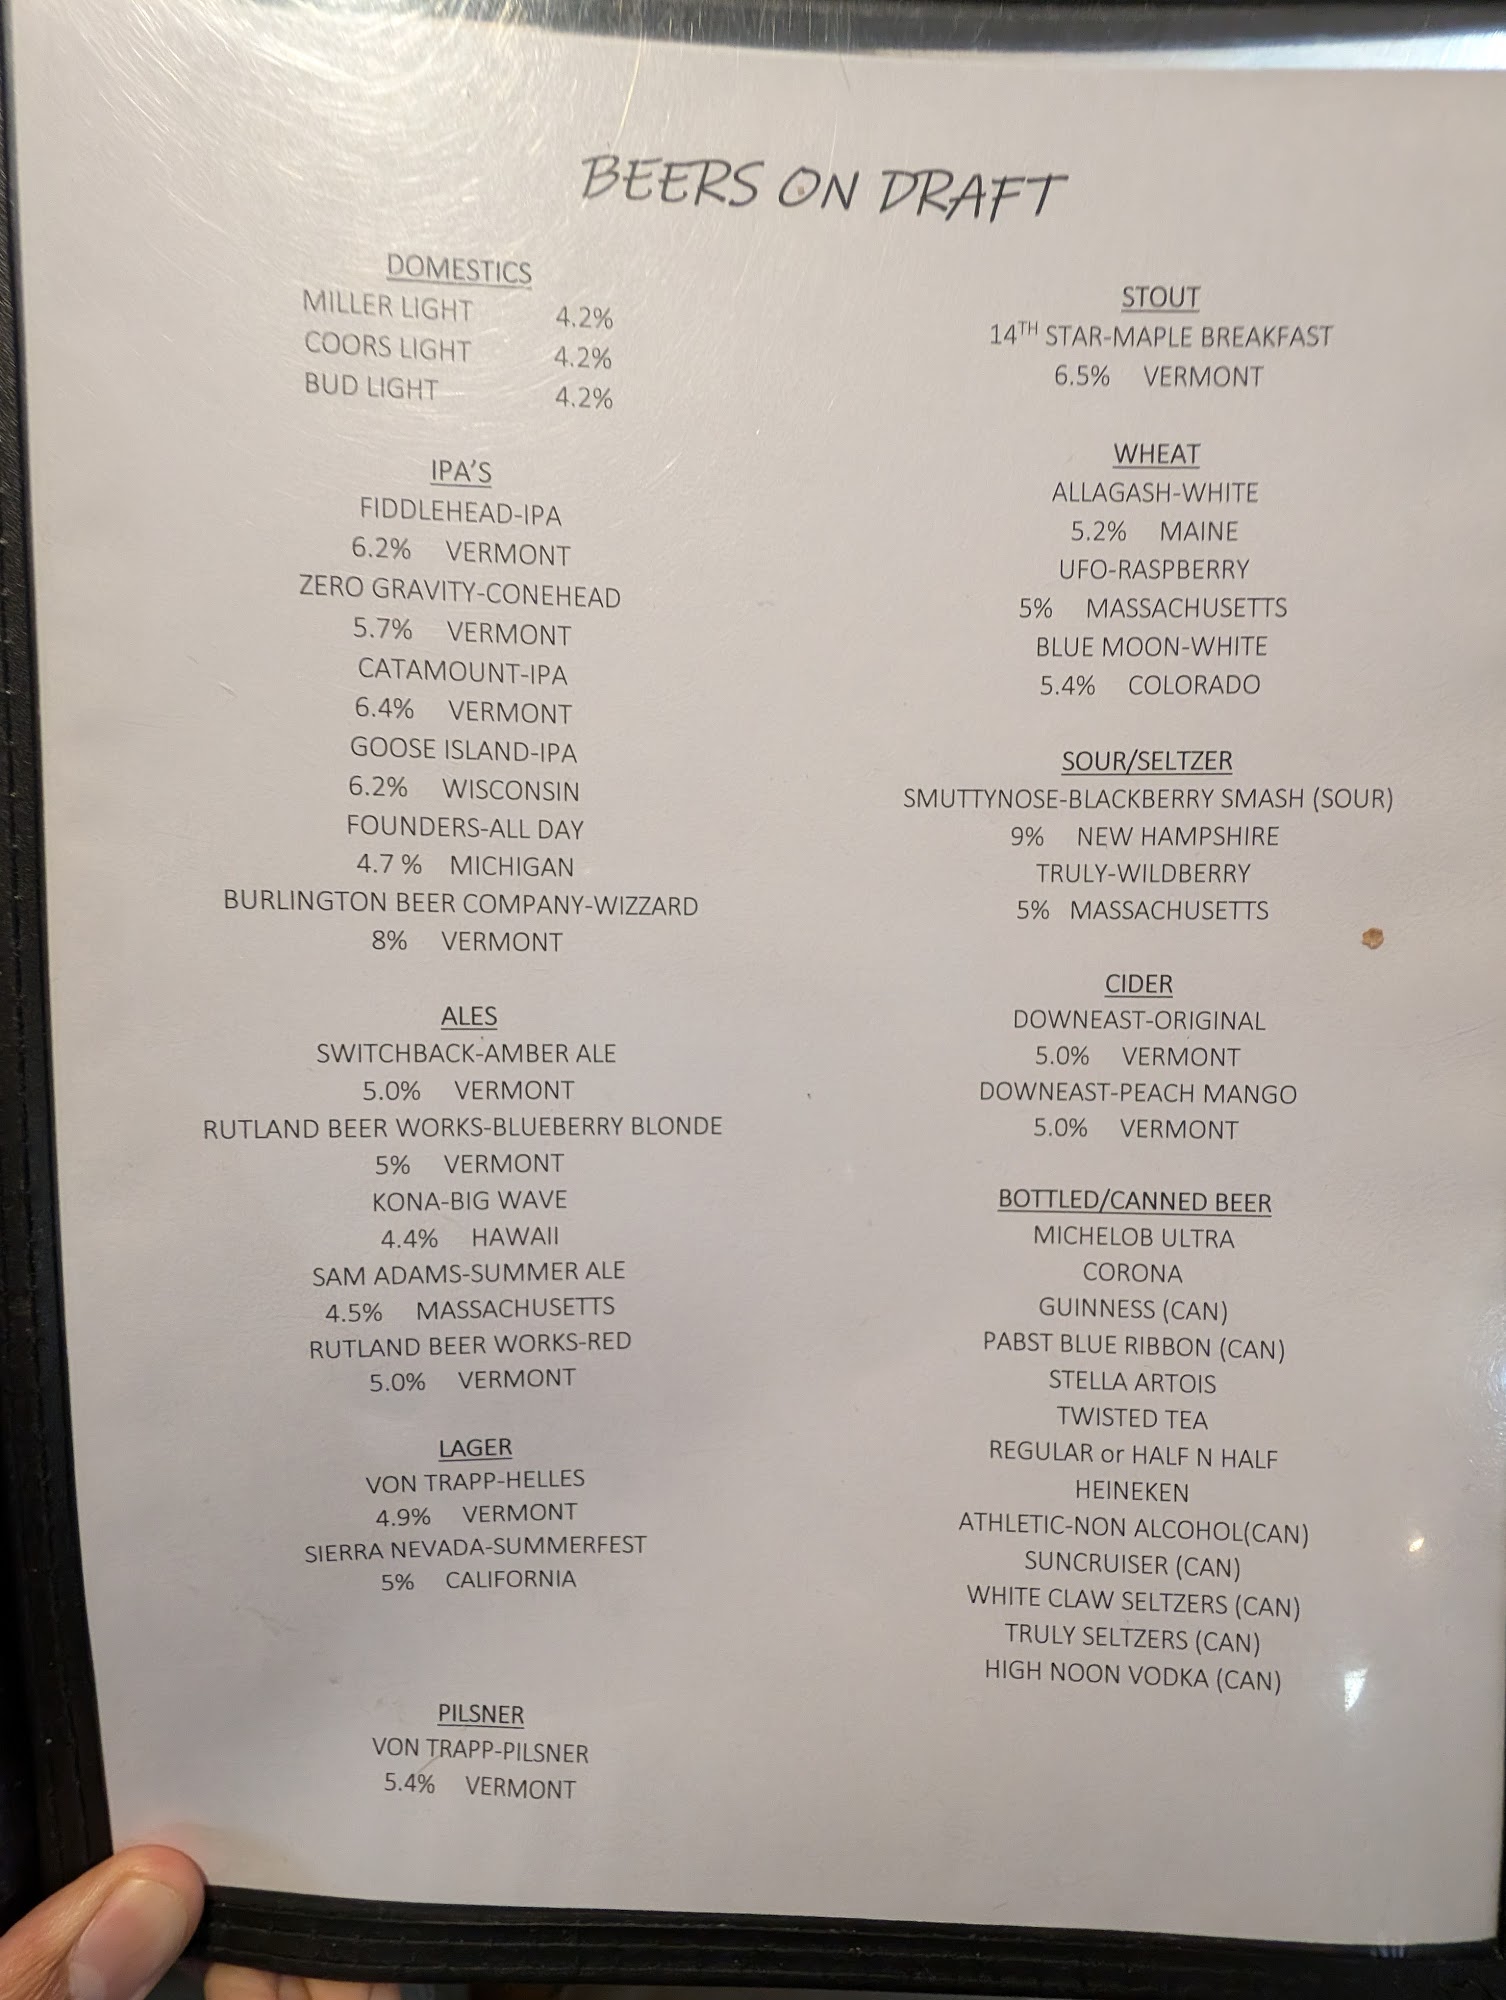 BEERS ON DRAFT
DOMESTICS
MILLER LIGHT 4.2%
COORS LIGHT 4.2%
BUD LIGHT 4.2%
IPA'S
FIDDLEHEAD-IPA
6.2% VERMONT
ZERO GRAVITY-CONEHEAD
5.7% VERMONT
CATAMOUNT-IPA
6.4% VERMONT
GOOSE ISLAND-IPA
6.2% WISCONSIN
FOUNDERS-ALL DAY
4.7 % MICHIGAN
BURLINGTON BEER COMPANY-WIZZARD
8% VERMONT
ALES
SWITCHBACK-AMBER ALE
5.0% VERMONT
RUTLAND BEER WORKS-BLUEBERRY BLONDE
5% VERMONT
KONA-BIG WAVE
4.4% HAWAII
SAM ADAMS-SUMMER ALE
4.5% MASSACHUSETTS
RUTLAND BEER WORKS-RED
5.0% VERMONT
LAGER
VON TRAPP-HELLES
4.9% VERMONT
SIERRA NEVADA-SUMMERFEST
5% CALIFORNIA
PILSNER
VON TRAPP-PILSNER
5.4% VERMONT
STOUT
14TH STAR-MAPLE BREAKFAST
6.5% VERMONT
WHEAT
ALLAGASH-WHITE
5.2% MAINE
UFO-RASPBERRY
5% MASSACHUSETTS
BLUE MOON-WHITE
5.4% COLORADO
SOUR/SELTZER
SMUTTYNOSE-BLACKBERRY SMASH (SOUR)
9% NEW HAMPSHIRE
TRULY-WILDBERRY
5% MASSACHUSETTS
CIDER
DOWNEAST-ORIGINAL
5.0% VERMONT
DOWNEAST-PEACH MANGO
5.0% VERMONT
BOTTLED/CANNED BEER
MICHELOB ULTRA
CORONA
GUINNESS (CAN)
PABST BLUE RIBBON (CAN)
STELLA ARTOIS
TWISTED TEA
REGULAR or HALF N HALF
HEINEKEN
ATHLETIC-NON ALCOHOL(CAN)
SUNCRUISER (CAN)
WHITE CLAW SELTZERS (CAN)
TRULY SELTZERS (CAN)
HIGH NOON VODKA (CAN)